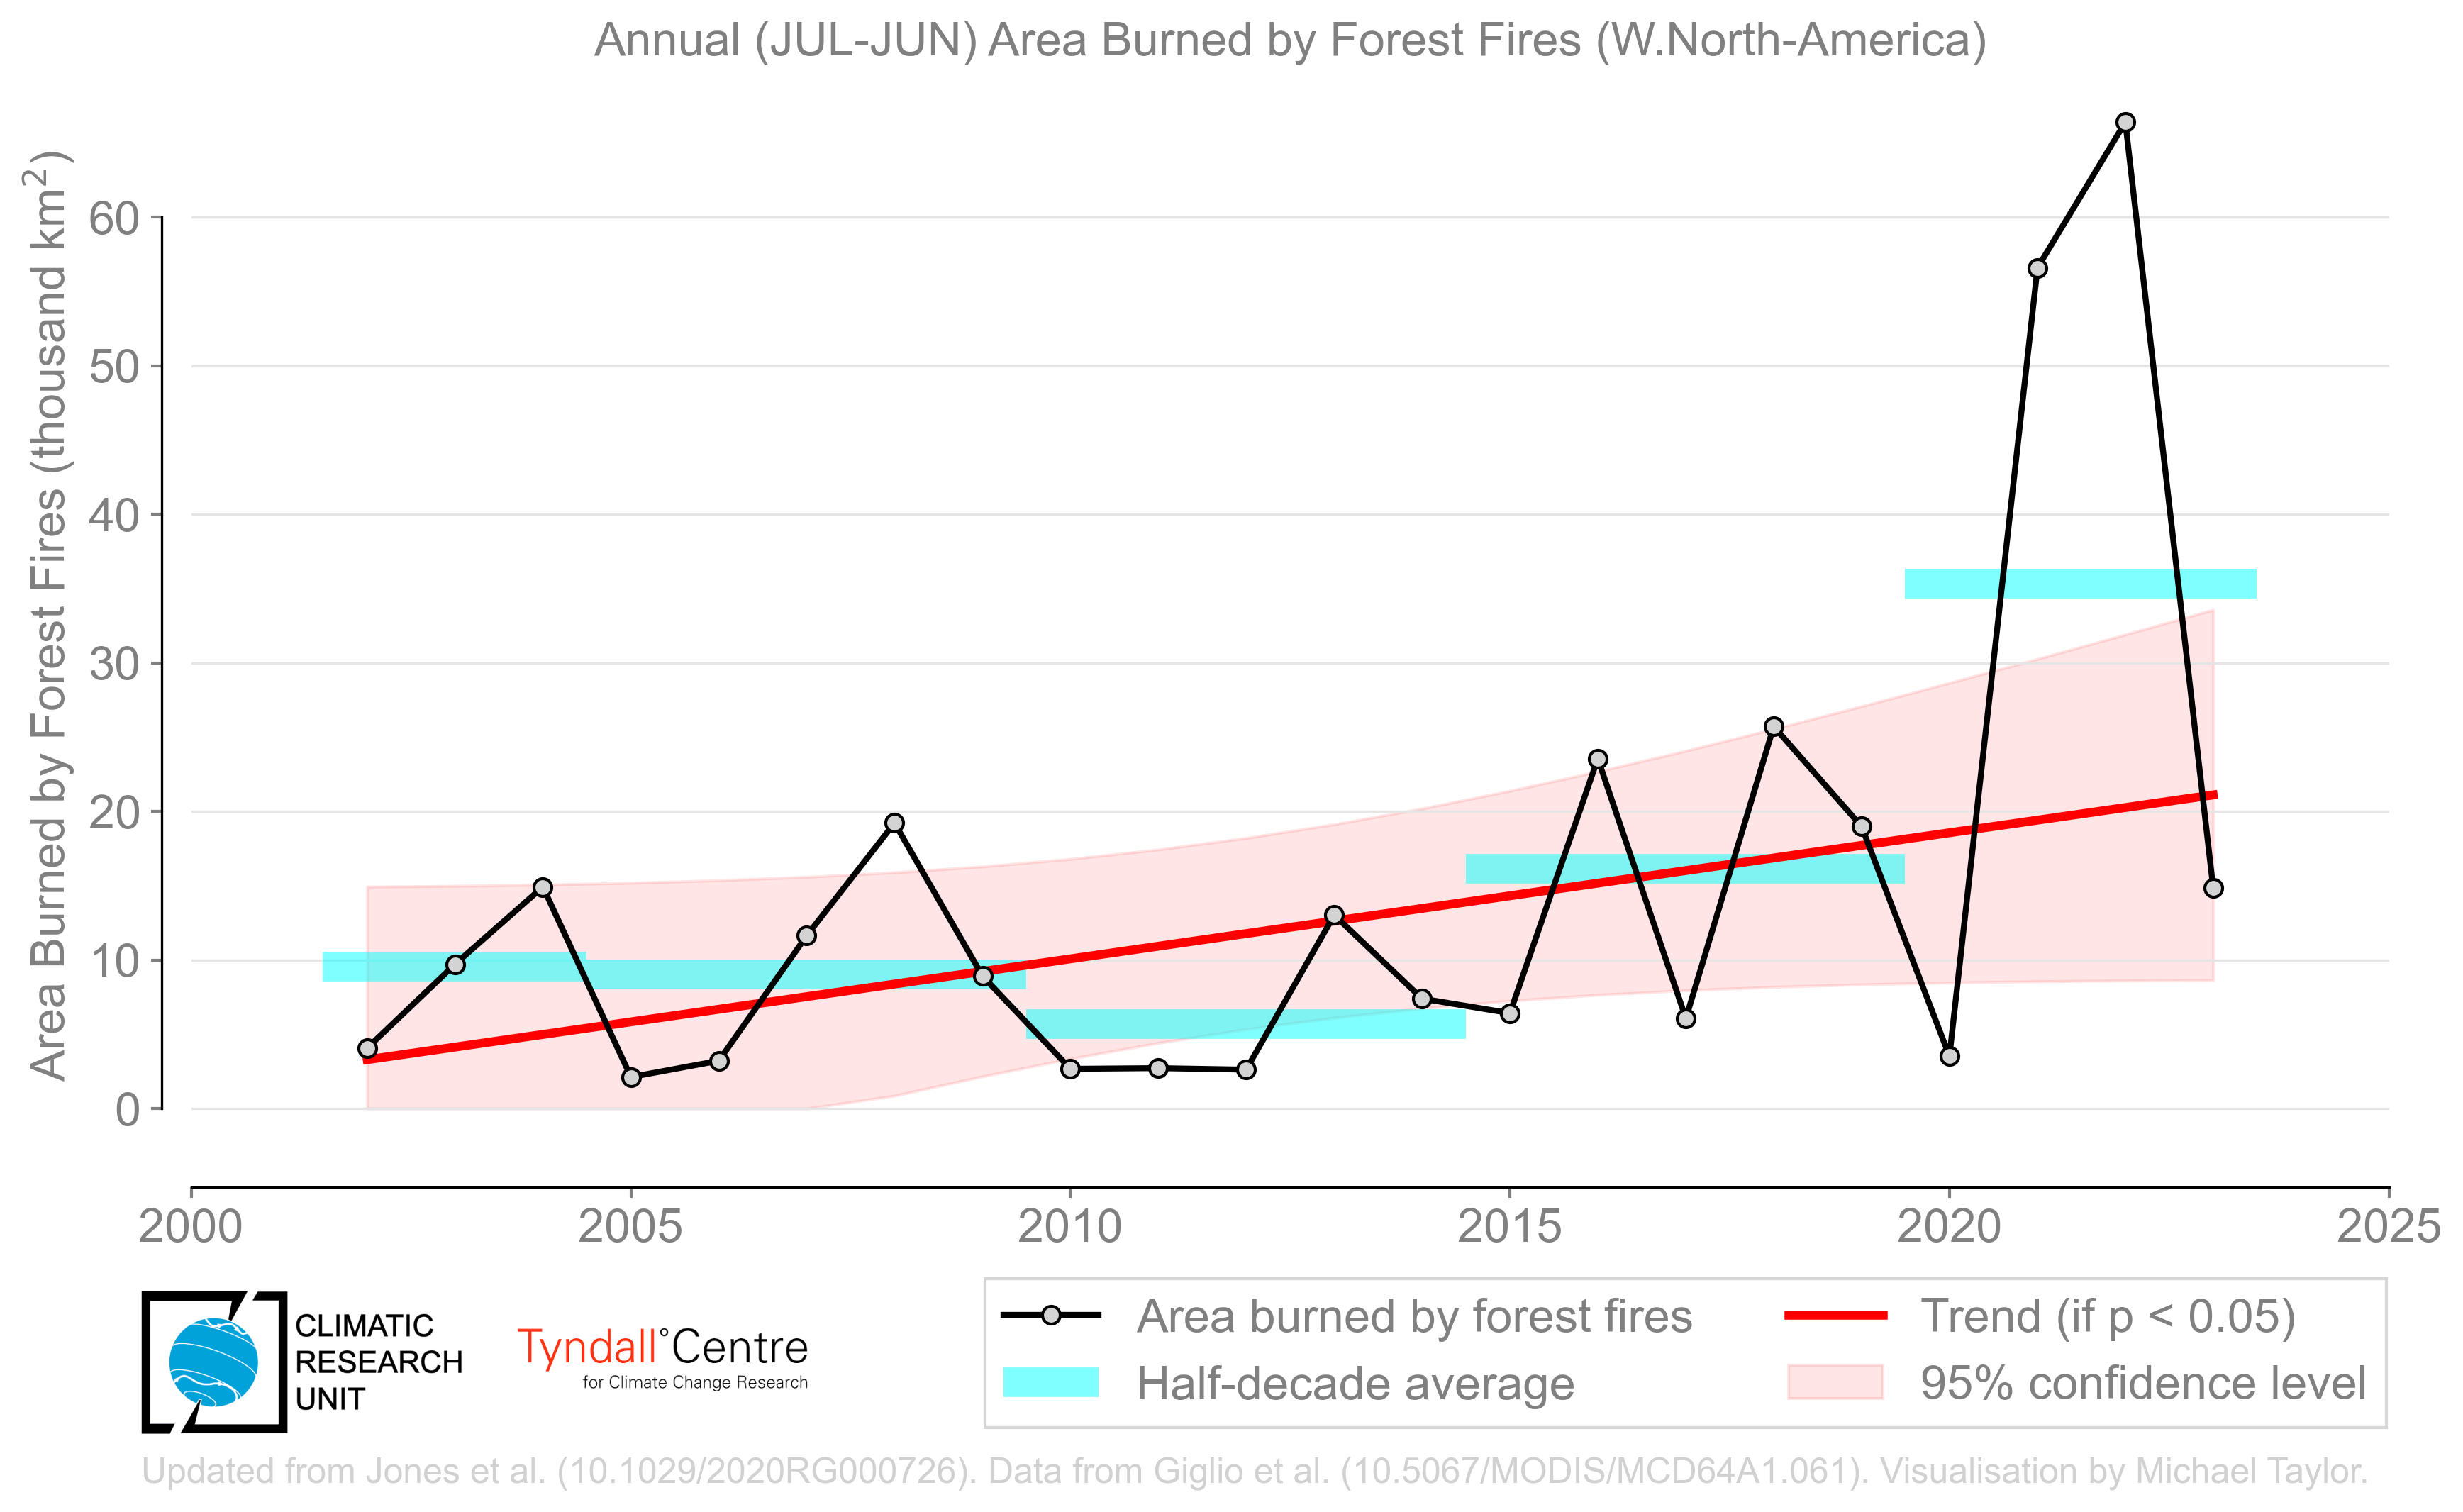 Annual (JUL-JUN) Area Burned by Forest Fires (W.North-America)
Area Burned by Forest Fires (thousand km²)
60
50
40
30
20
10
0
2000 2005 2010 2015 2020 2025
CLIMATIC
RESEARCH
UNIT
Tyndall°Centre
for Climate Change Research
Area burned by forest fires
Half-decade average
Trend (if p < 0.05)
95% confidence level
Updated from Jones et al. (10.1029/2020RG000726). Data from Giglio et al. (10.5067/MODIS/MCD64A1.061). Visualisation by Michael Taylor.